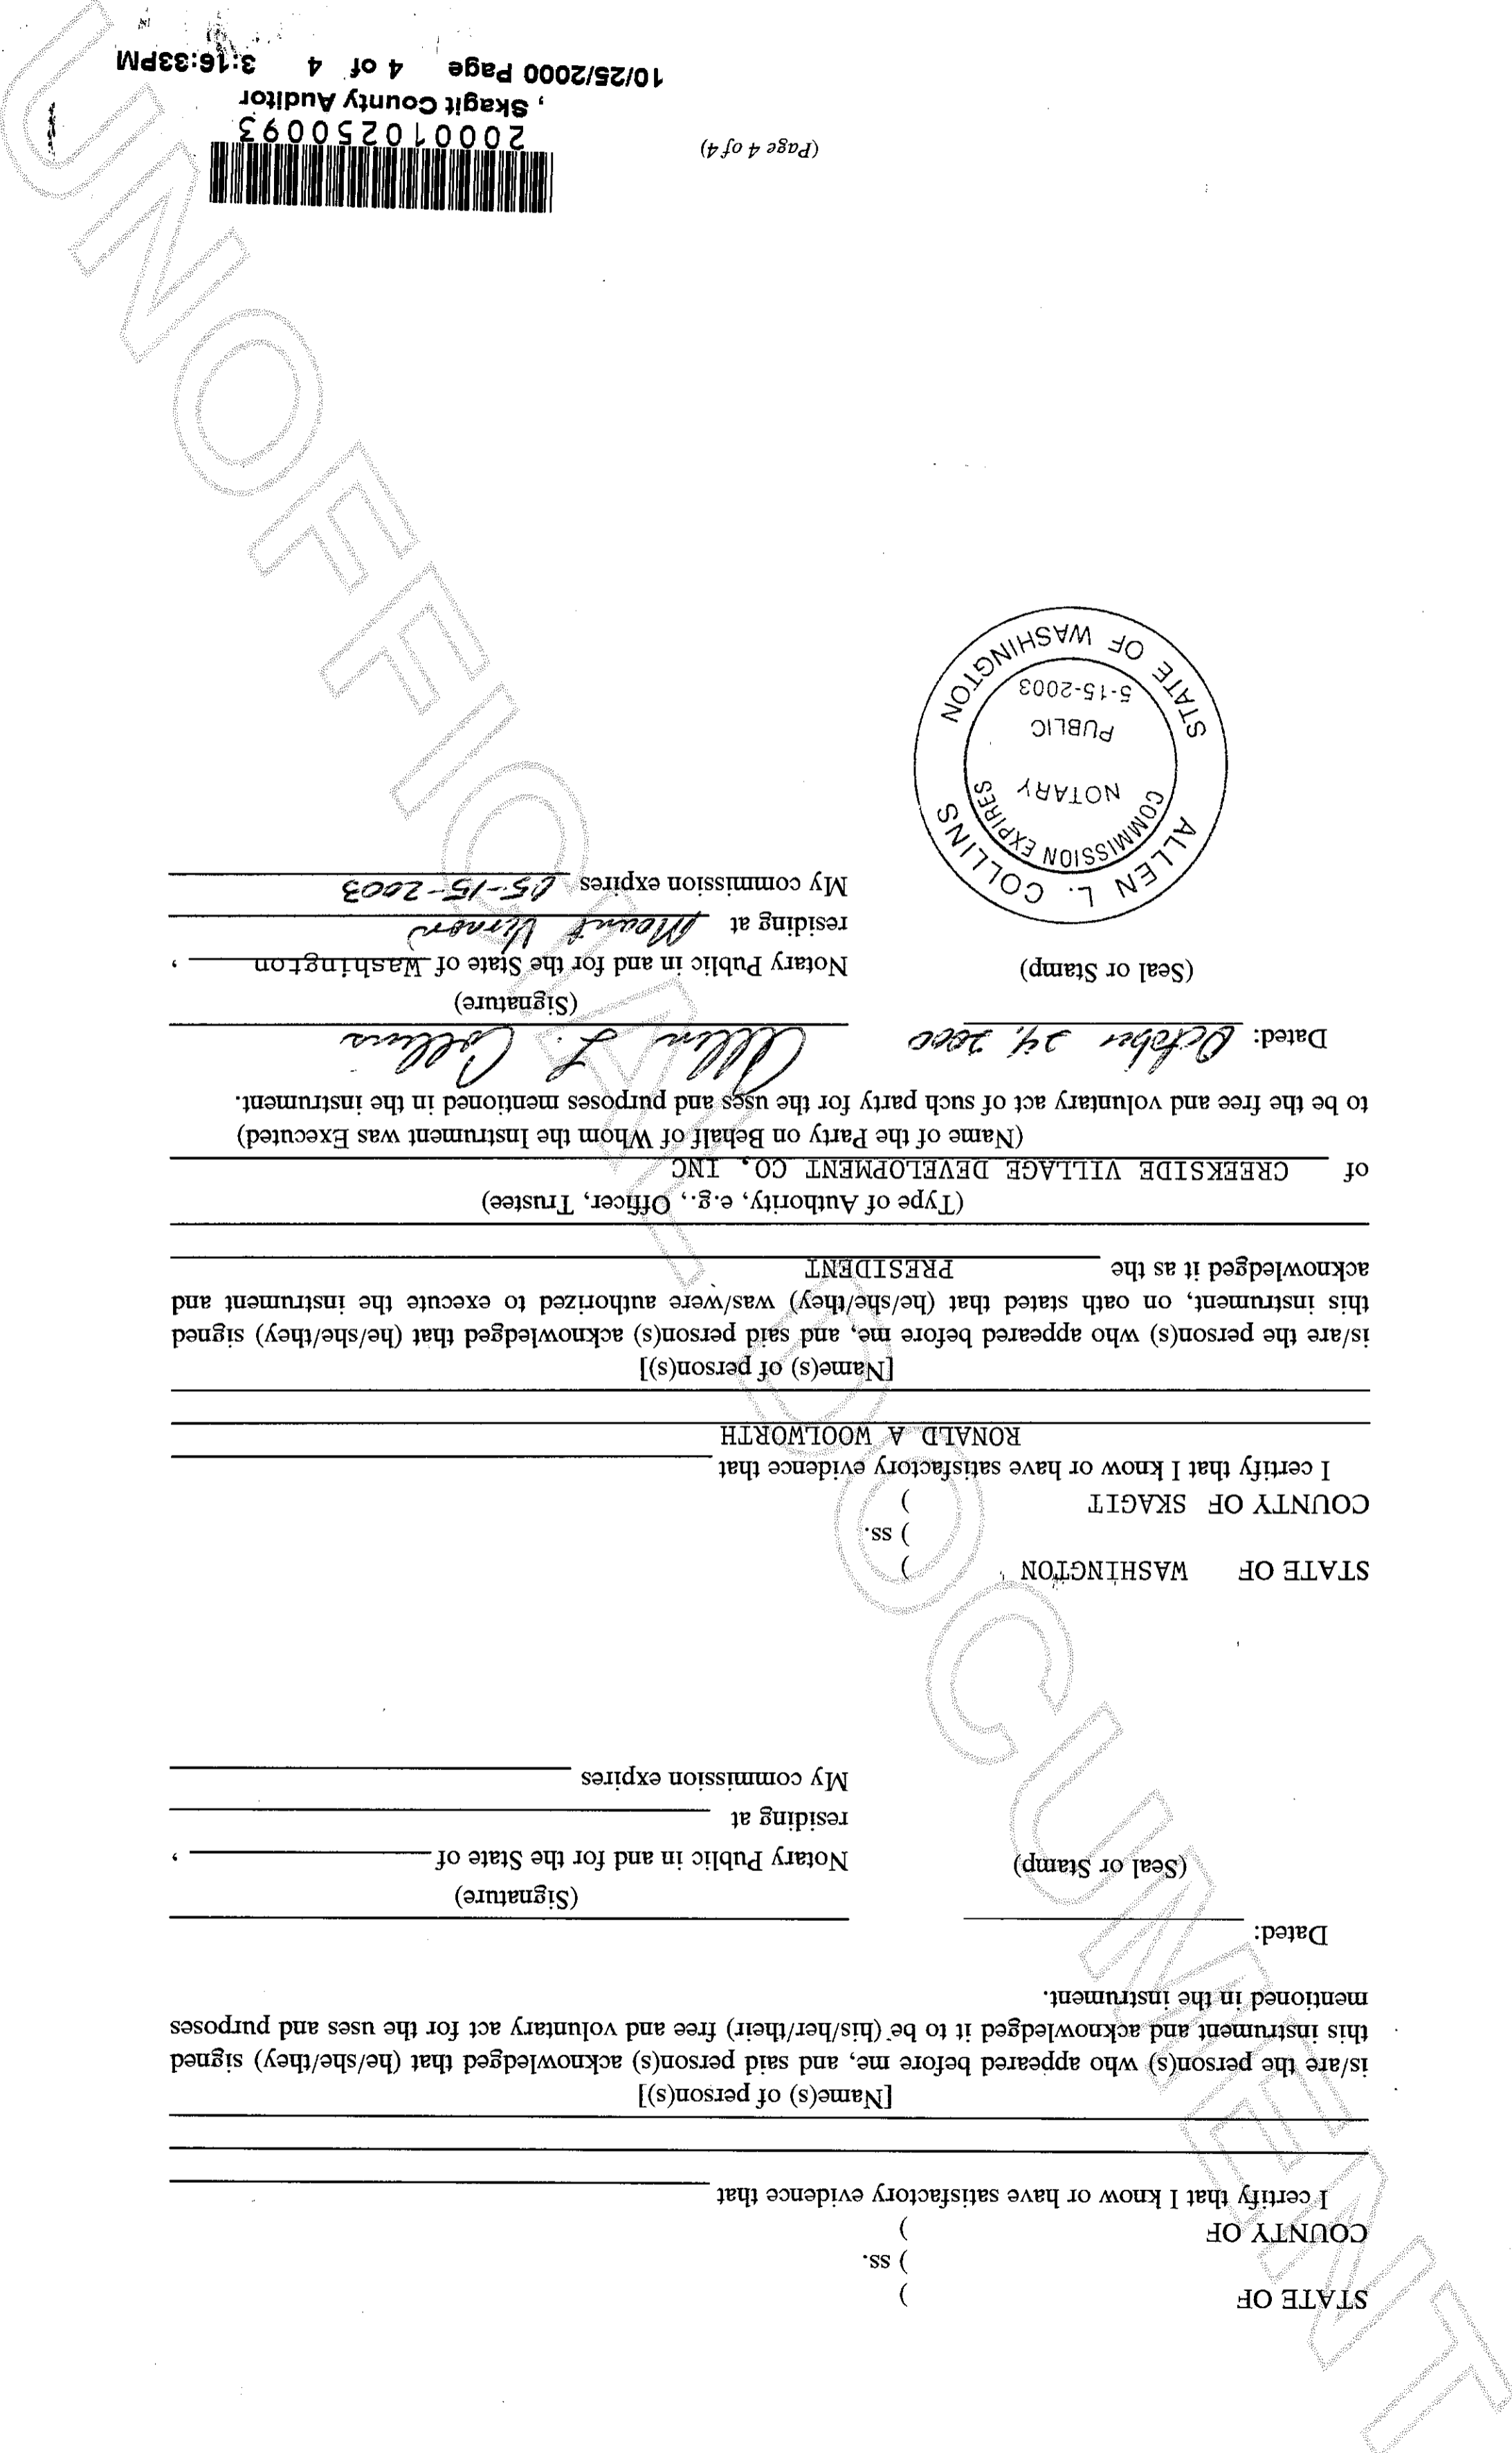 STATE OF )
) ss.
COUNTY OF )
I certify that I know or have satisfactory evidence that
[Name(s) of person(s)]
is/are the person(s) who appeared before me, and said person(s) acknowledged that (he/she/they) signed
this instrument and acknowledged it to be (his/her/their) free and voluntary act for the uses and purposes
mentioned in the instrument.
Dated:
(Signature)
(Seal or Stamp) Notary Public in and for the State of ,
residing at
My commission expires
STATE OF WASHINGTON )
) ss.
COUNTY OF SKAGIT )
I certify that I know or have satisfactory evidence that
RONALD A WOOLWORTH
[Name(s) of person(s)]
is/are the person(s) who appeared before me, and said person(s) acknowledged that (he/she/they) signed
this instrument, on oath stated that (he/she/they) was/were authorized to execute the instrument and
acknowledged it as the PRESIDENT
(Type of Authority, e.g., Officer, Trustee)
of CREEKSIDE VILLAGE DEVELOPMENT CO, INC
(Name of the Party on Behalf of Whom the Instrument was Executed)
to be the free and voluntary act of such party for the uses and purposes mentioned in the instrument.
Dated: October 24, 2000 Allen L. Collins
(Signature)
(Seal or Stamp) Notary Public in and for the State of Washington ,
residing at Mount Vernon
My commission expires 05-15-2003
ALLEN L. COLLINS
COMMISSION EXPIRES
NOTARY
PUBLIC
5-15-2003
STATE OF WASHINGTON
(Page 4 of 4)
200010250093
, Skagit County Auditor
10/25/2000 Page 4 of 4 3:16:33PM
UNOFFICIAL DOCUMENT